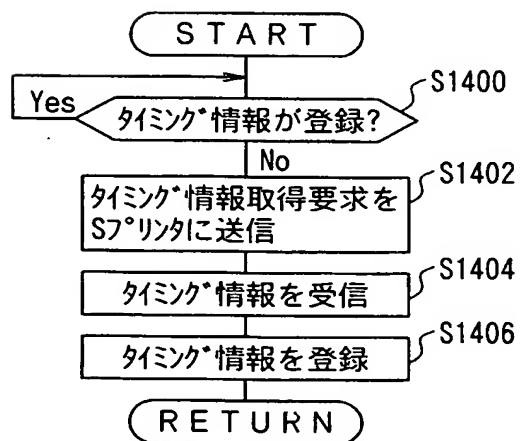 START
S1400
Yes
タイミング情報が登録?
No
S1402
タイミング情報取得要求を
Sプリンタに送信
S1404
タイミング情報を受信
S1406
タイミング情報を登録
RETURN